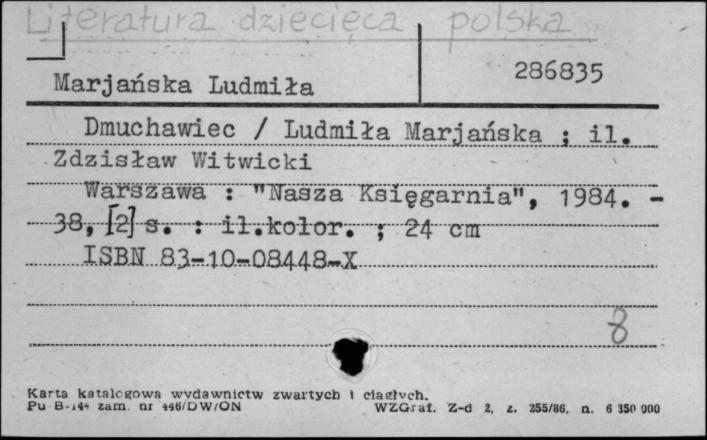 Literatura dziecięca polska
Marjańska Ludmiła
286835
Dmuchawiec / Ludmiła Marjańska ; il.
Zdzisław Witwicki
Warszawa : "Nasza Księgarnia", 1984. -
38, [2] s. : il.kolor. ; 24 cm
ISBN 83-10-08448-X
8
Karta katalogowa wydawnictw zwartych i ciągłych.
Pu B-144 zam. nr 446/DW/ON
WZGraf. Z-d 2, z. 255/86, n. 6 350 000